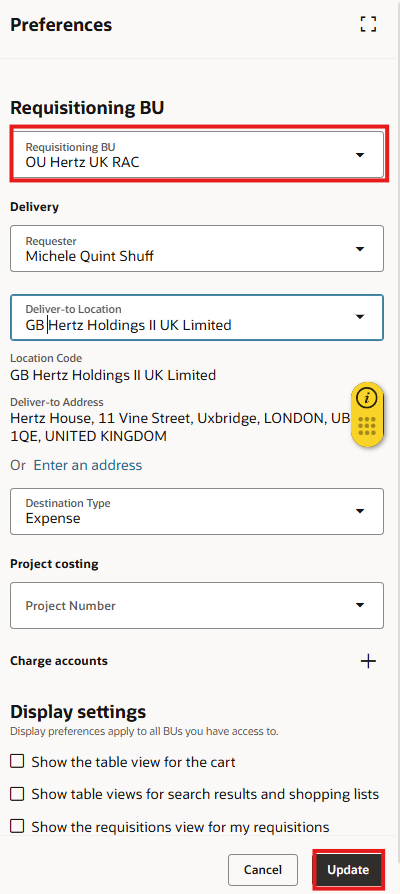 Preferences
Requisitioning BU
Requisitioning BU
OU Hertz UK RAC
Delivery
Requester
Michele Quint Shuff
Deliver-to Location
GB Hertz Holdings II UK Limited
Location Code
GB Hertz Holdings II UK Limited
Deliver-to Address
Hertz House, 11 Vine Street, Uxbridge, LONDON, UB
1QE, UNITED KINGDOM
Or Enter an address
Destination Type
Expense
Project costing
Project Number
Charge accounts
Display settings
Display preferences apply to all BUs you have access to.
Show the table view for the cart
Show table views for search results and shopping lists
Show the requisitions view for my requisitions
Cancel
Update